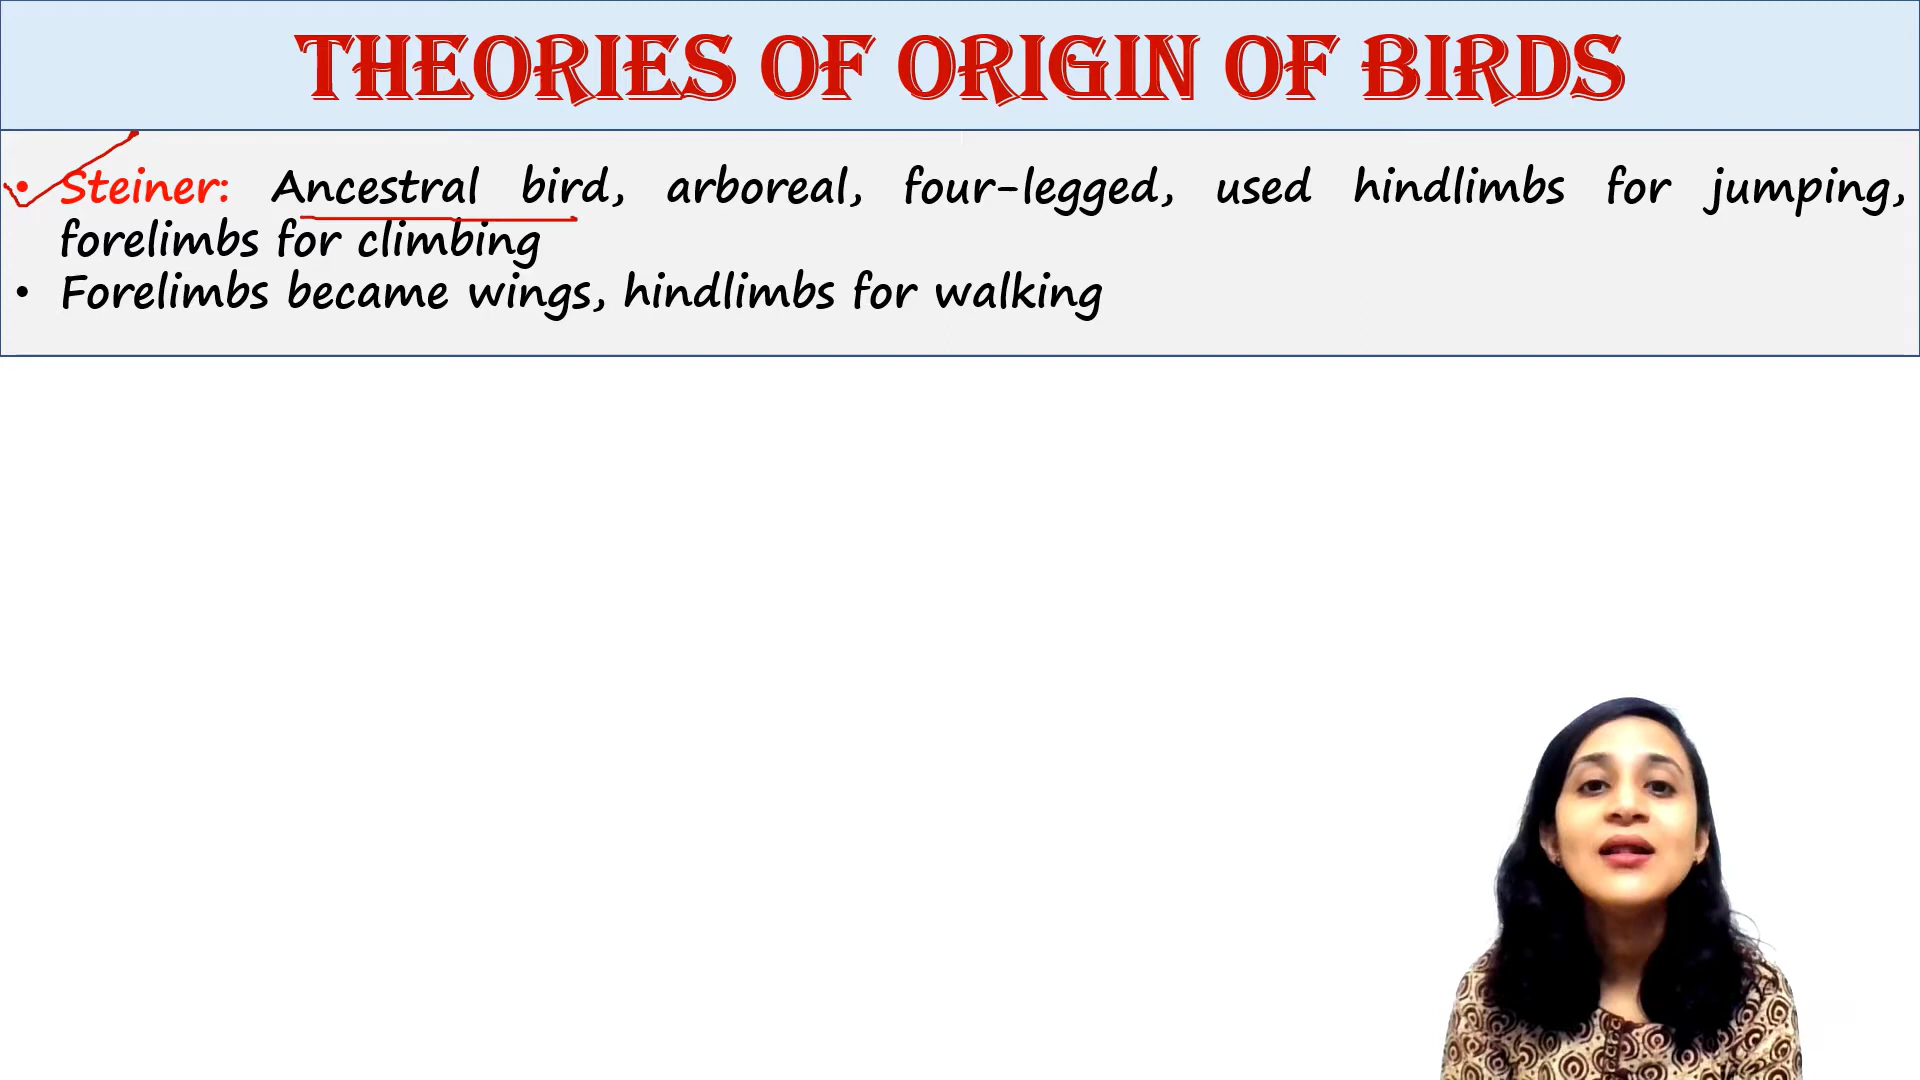 THEORIES OF ORIGIN OF BIRDS
• Steiner: Ancestral bird, arboreal, four-legged, used hindlimbs for jumping,
forelimbs for climbing
• Forelimbs became wings, hindlimbs for walking